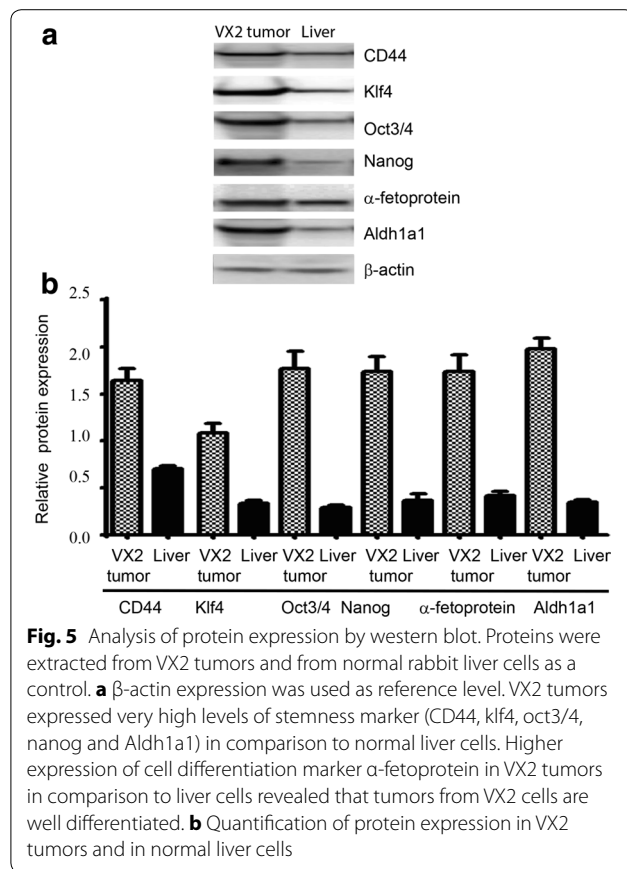 a
VX2 tumor Liver
CD44
Klf4
Oct3/4
Nanog
α-fetoprotein
Aldh1a1
β-actin
b
Relative protein expression
2.5
2.0
1.5
1.0
0.5
0.0
VX2 Liver VX2 Liver VX2 Liver VX2 Liver VX2 Liver VX2 Liver
tumor tumor tumor tumor tumor tumor
CD44 Klf4 Oct3/4 Nanog α-fetoprotein Aldh1a1
Fig. 5 Analysis of protein expression by western blot. Proteins were
extracted from VX2 tumors and from normal rabbit liver cells as a
control. a β-actin expression was used as reference level. VX2 tumors
expressed very high levels of stemness marker (CD44, klf4, oct3/4,
nanog and Aldh1a1) in comparison to normal liver cells. Higher
expression of cell differentiation marker α-fetoprotein in VX2 tumors
in comparison to liver cells revealed that tumors from VX2 cells are
well differentiated. b Quantification of protein expression in VX2
tumors and in normal liver cells